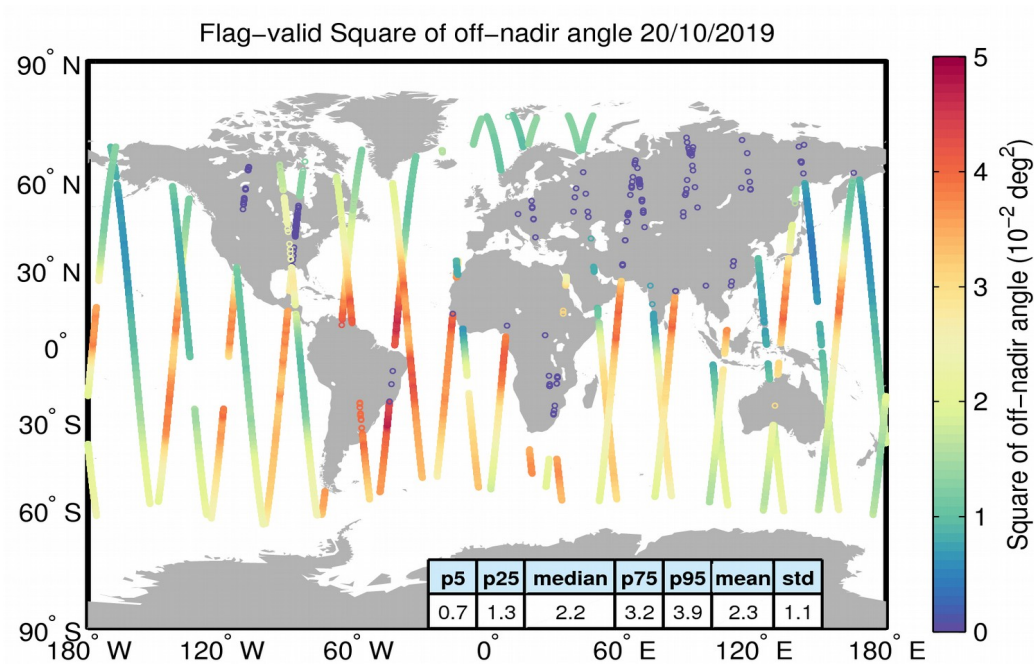 Flag-valid Square of off-nadir angle 20/10/2019
90° N
60° N
30° N
0°
30° S
60° S
90° S
180° W
120° W
60° W
0°
60° E
120° E
180° E
p5 p25 median p75 p95 mean std
0.7 1.3 2.2 3.2 3.9 2.3 1.1
5
4
3
2
1
0
Square of off-nadir angle (10⁻² deg²)